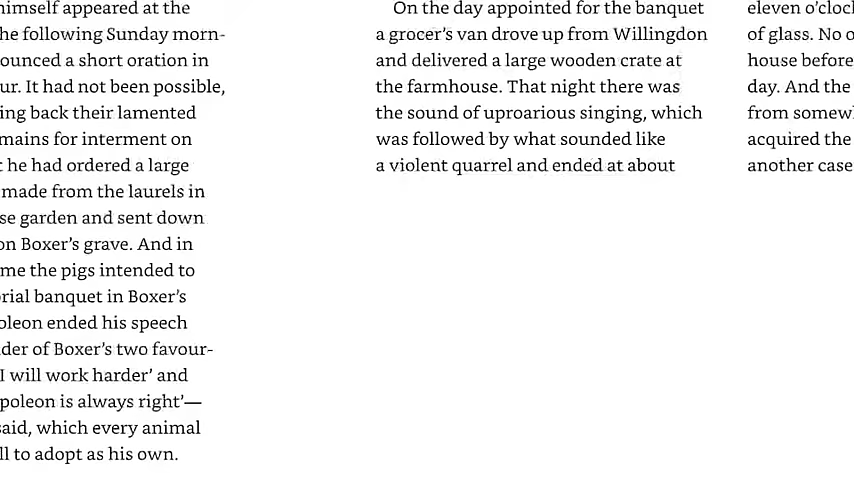 himself appeared at the
he following Sunday morn-
ounced a short oration in
ur. It had not been possible,
ing back their lamented
mains for interment on
t he had ordered a large
made from the laurels in
se garden and sent down
on Boxer’s grave. And in
me the pigs intended to
rial banquet in Boxer’s
oleon ended his speech
der of Boxer’s two favour-
I will work harder’ and
poleon is always right’—
said, which every animal
ll to adopt as his own.
On the day appointed for the banquet
a grocer’s van drove up from Willingdon
and delivered a large wooden crate at
the farmhouse. That night there was
the sound of uproarious singing, which
was followed by what sounded like
a violent quarrel and ended at about
eleven o’cloc
of glass. No o
house before
day. And the
from somew
acquired the
another case